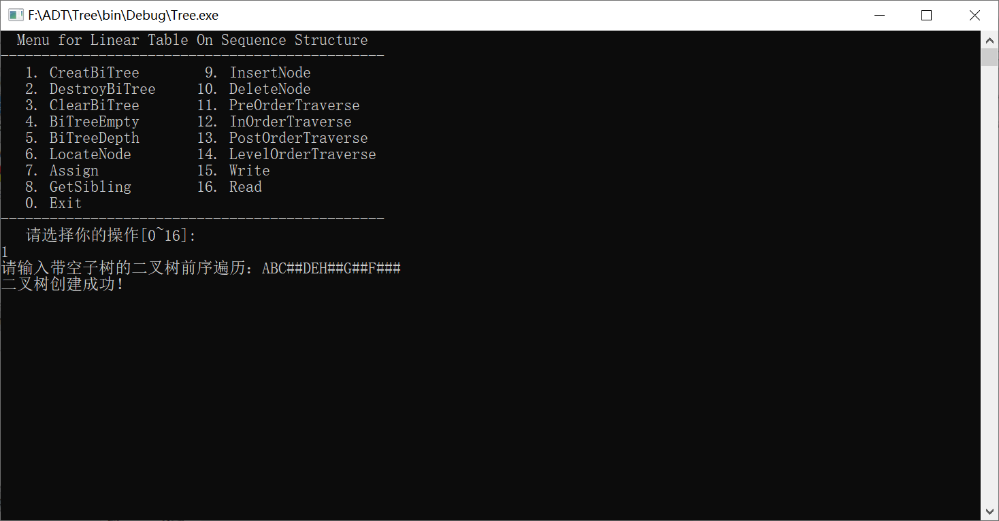 F:\ADT\Tree\bin\Debug\Tree.exe
Menu for Linear Table On Sequence Structure
-----------------------------------------------
1. CreatBiTree 9. InsertNode
2. DestroyBiTree 10. DeleteNode
3. ClearBiTree 11. PreOrderTraverse
4. BiTreeEmpty 12. InOrderTraverse
5. BiTreeDepth 13. PostOrderTraverse
6. LocateNode 14. LevelOrderTraverse
7. Assign 15. Write
8. GetSibling 16. Read
0. Exit
-----------------------------------------------
请选择你的操作[0~16]:
1
请输入带空子树的二叉树前序遍历：ABC##DEH##G##F###
二叉树创建成功！